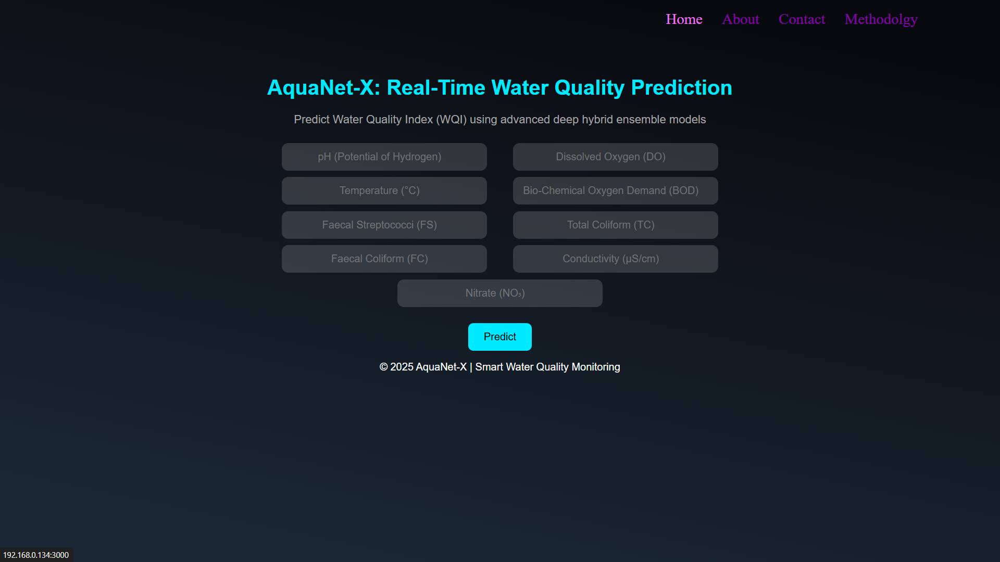 Home About Contact Methodolgy
AquaNet-X: Real-Time Water Quality Prediction
Predict Water Quality Index (WQI) using advanced deep hybrid ensemble models
pH (Potential of Hydrogen) Dissolved Oxygen (DO)
Temperature (°C) Bio-Chemical Oxygen Demand (BOD)
Faecal Streptococci (FS) Total Coliform (TC)
Faecal Coliform (FC) Conductivity (µS/cm)
Nitrate (NO₃)
Predict
© 2025 AquaNet-X | Smart Water Quality Monitoring
192.168.0.134:3000